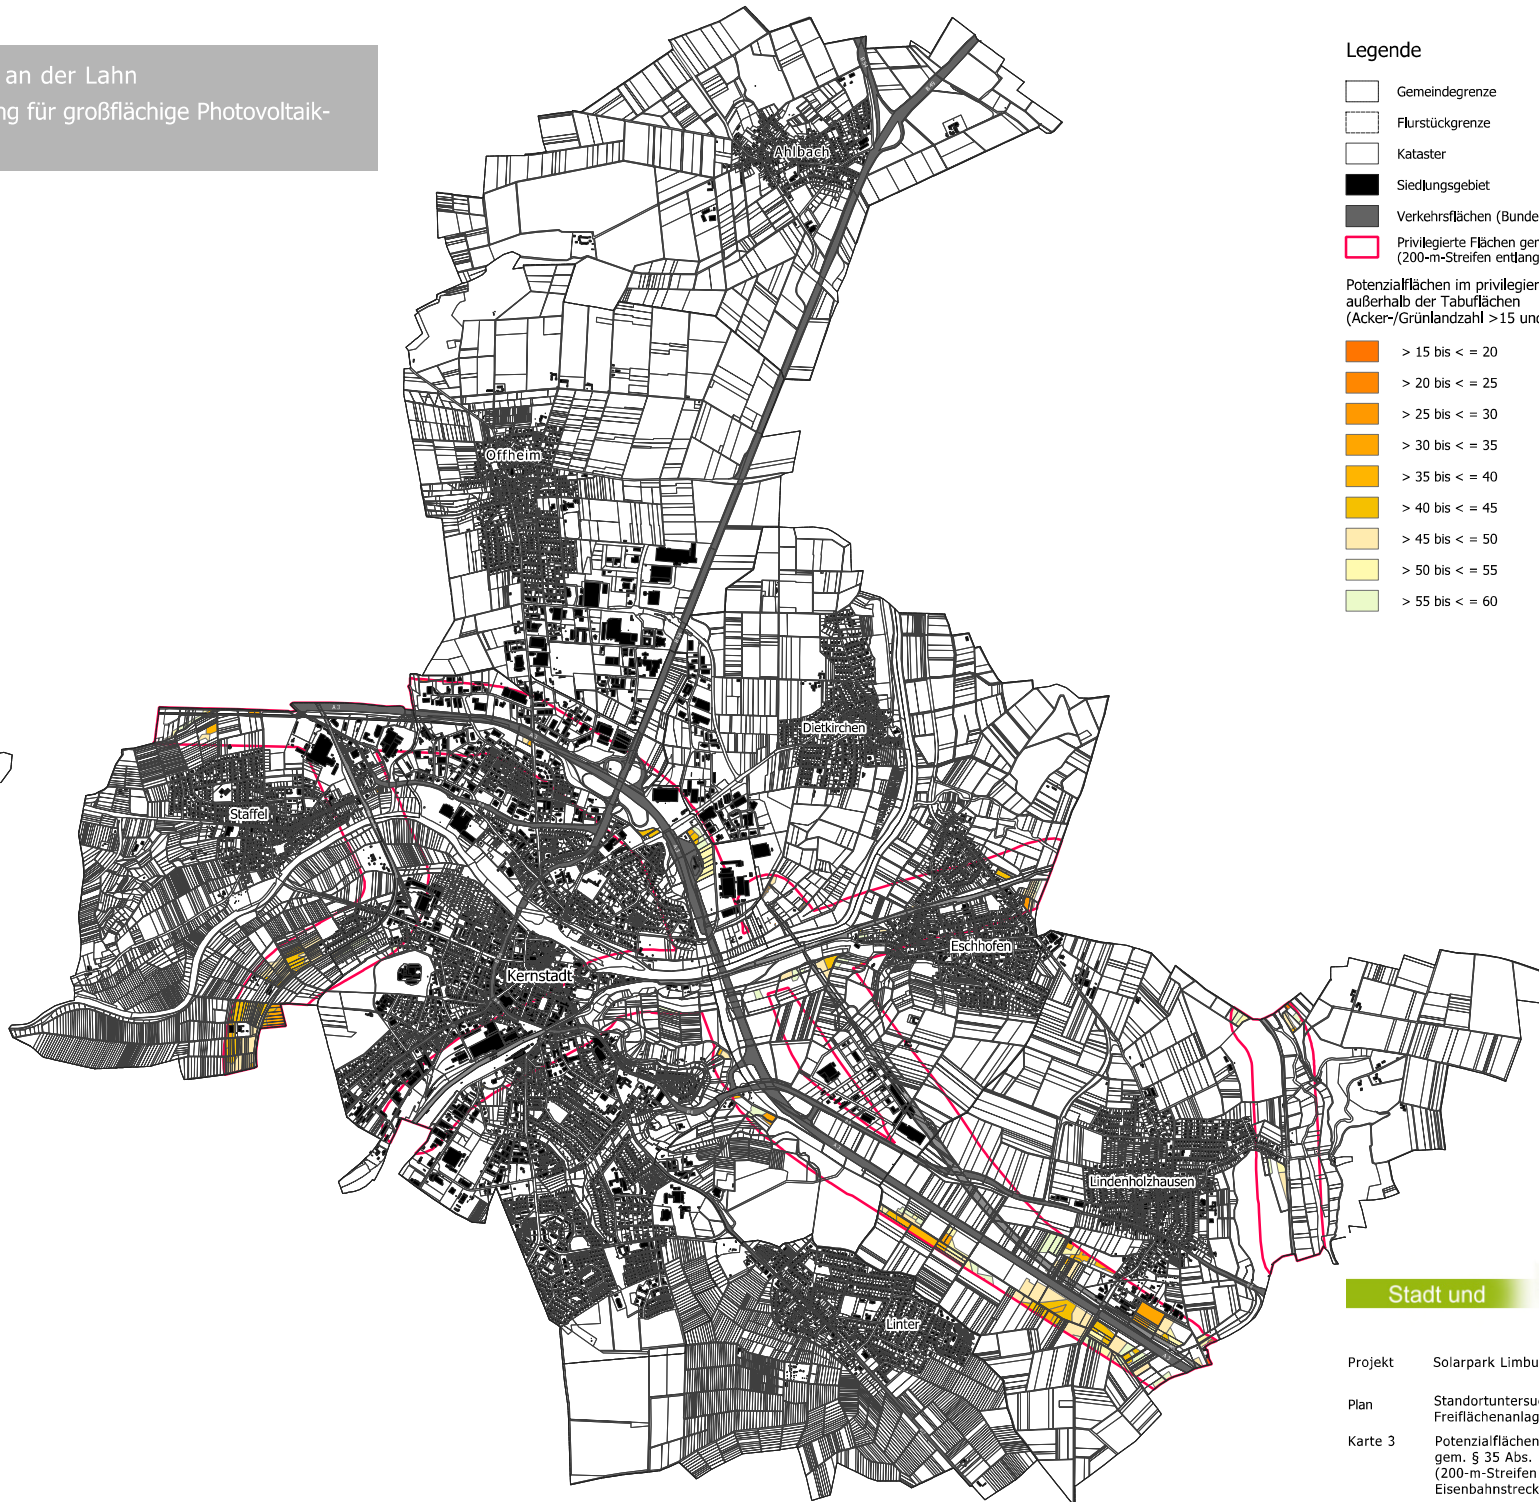 an der Lahn
ng für großflächige Photovoltaik-
Legende
Gemeindegrenze
Flurstückgrenze
Kataster
Siedlungsgebiet
Verkehrsflächen (Bunde
Privilegierte Flächen ger
(200-m-Streifen entlang
Potenzialflächen im privilegier
außerhalb der Tabuflächen
(Acker-/Grünlandzahl >15 und
> 15 bis < = 20
> 20 bis < = 25
> 25 bis < = 30
> 30 bis < = 35
> 35 bis < = 40
> 40 bis < = 45
> 45 bis < = 50
> 50 bis < = 55
> 55 bis < = 60
Ahlbach
Offheim
A3
Dietkirchen
Staffel
Eschhofen
Kernstadt
Lindenholzhausen
Linter
Stadt und
Projekt Solarpark Limbu
Plan Standortuntersu
Freiflächenanlag
Karte 3 Potenzialflächen
gem. § 35 Abs.
(200-m-Streifen
Eisenbahnstreck